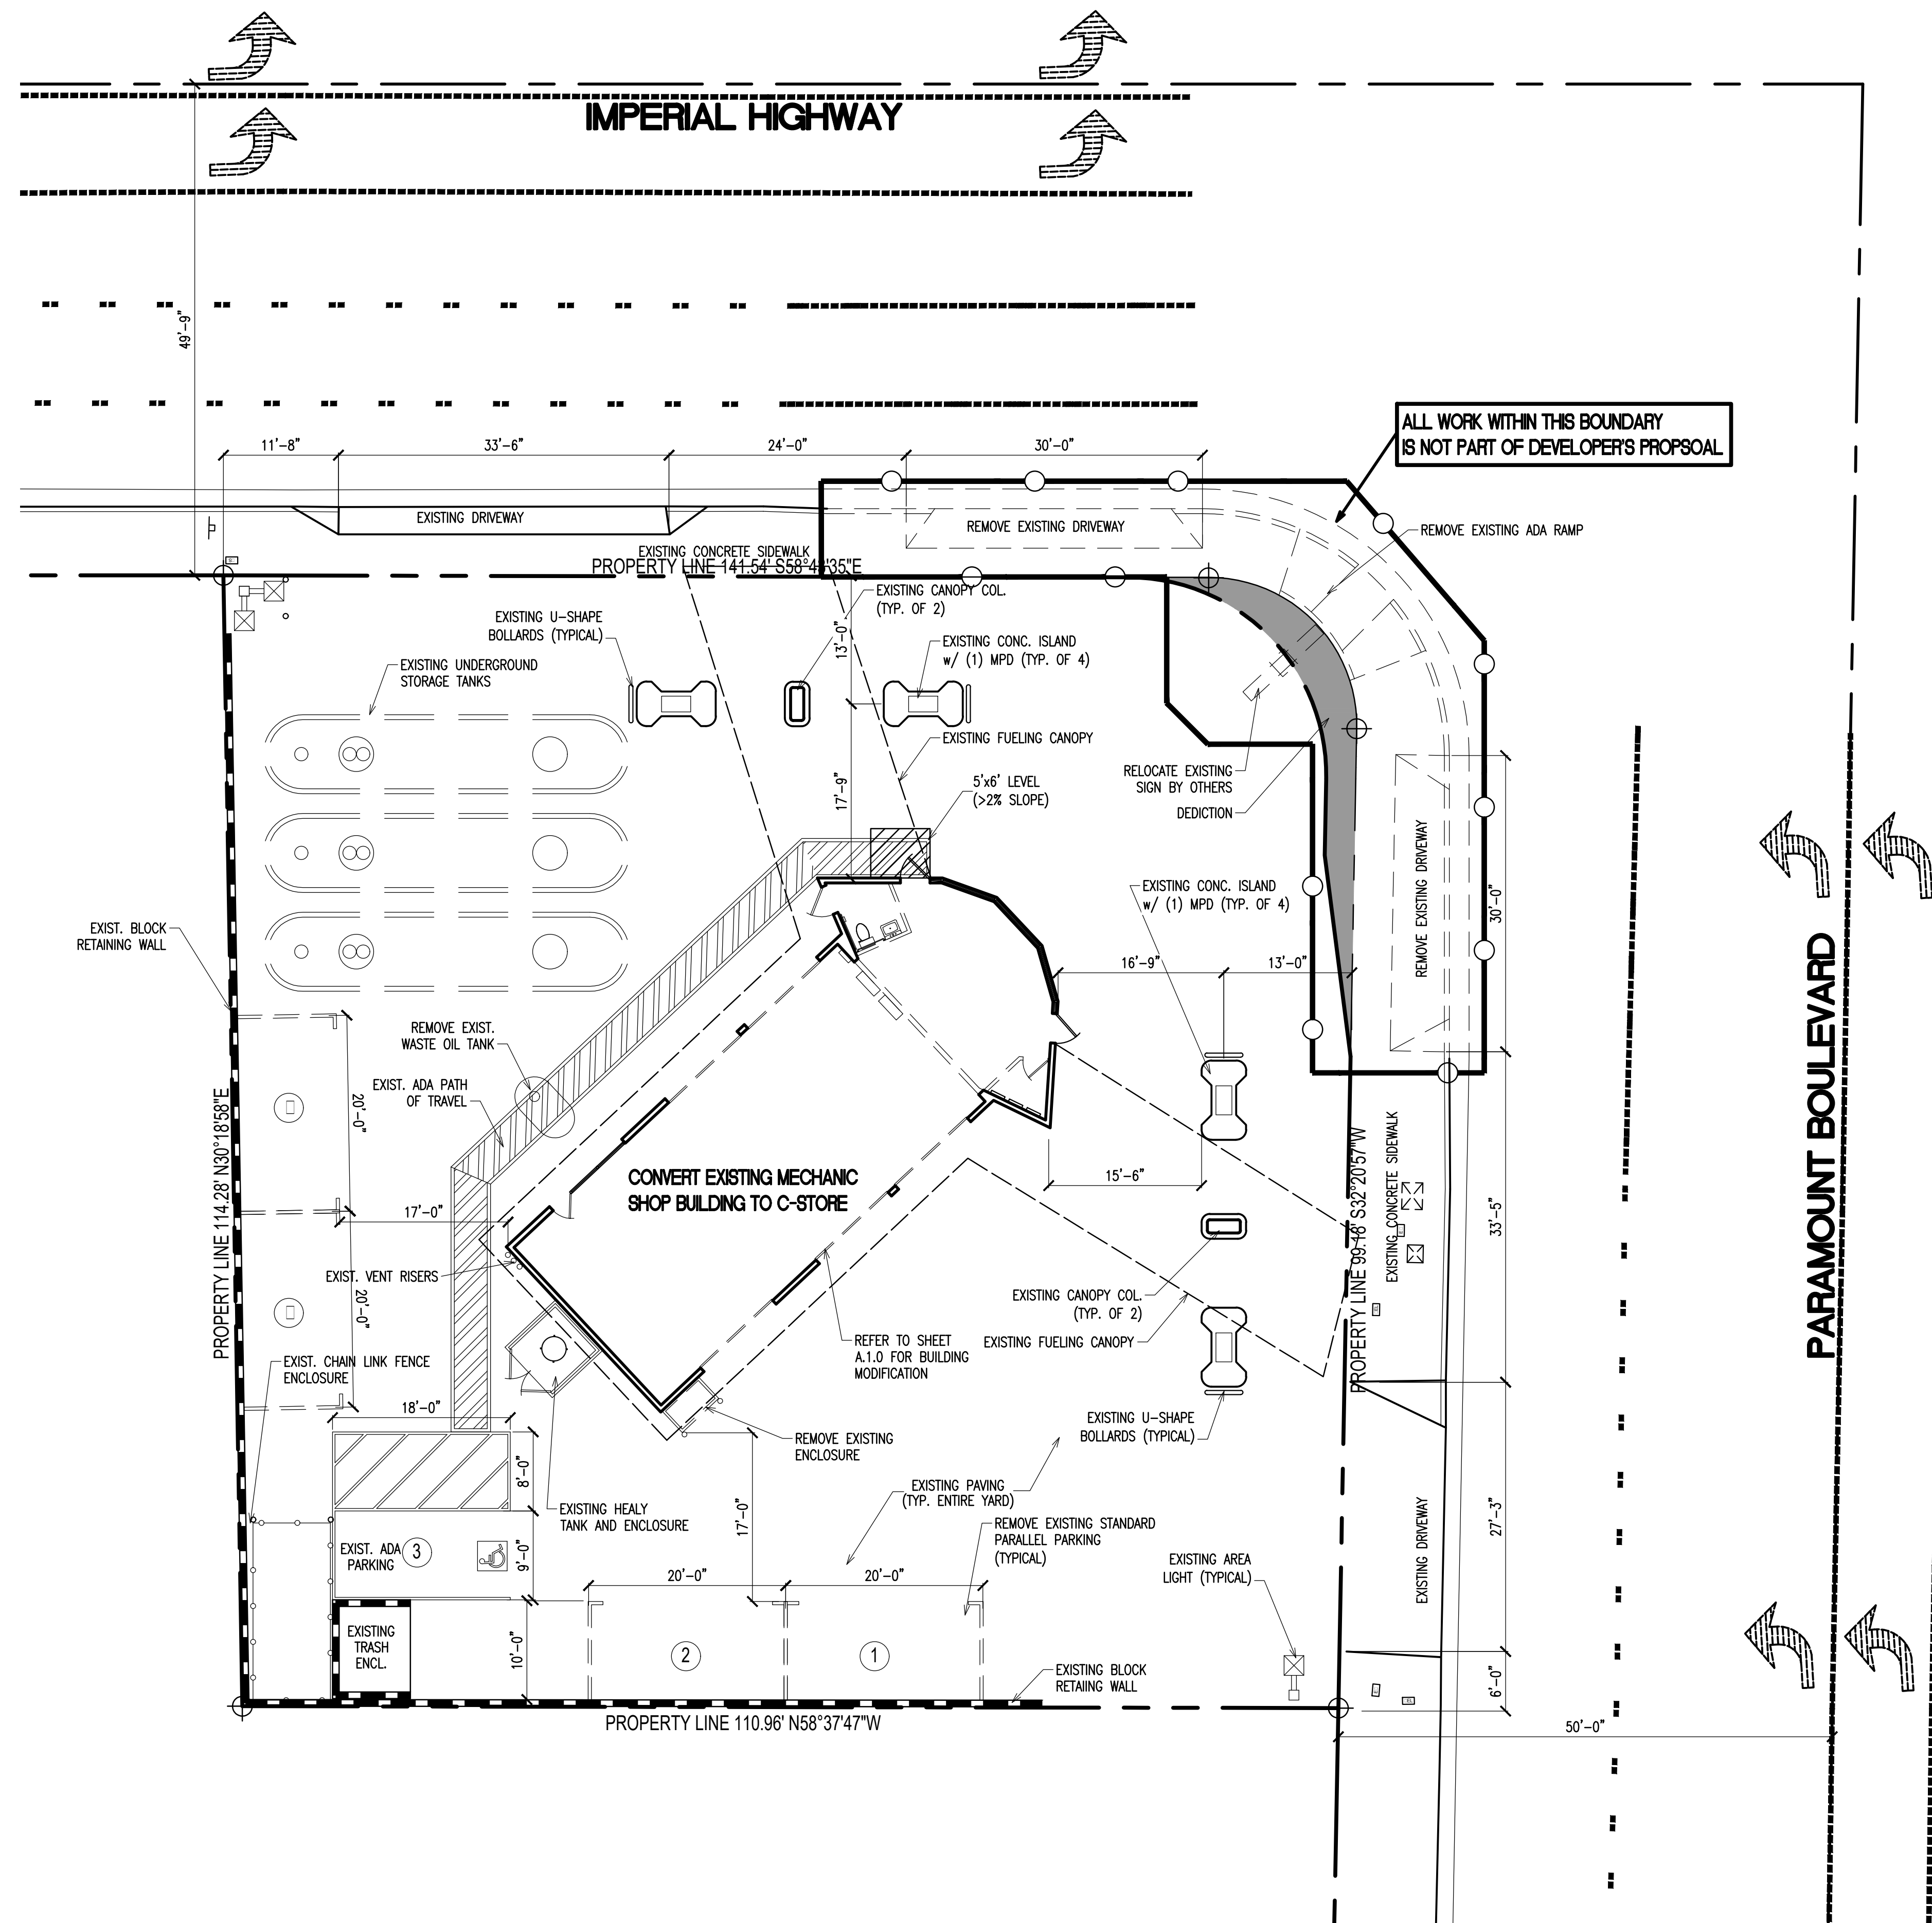 IMPERIAL HIGHWAY
49'-9"
ALL WORK WITHIN THIS BOUNDARY
IS NOT PART OF DEVELOPER'S PROPSOAL
11'-8"
33'-6"
24'-0"
30'-0"
EXISTING DRIVEWAY
REMOVE EXISTING DRIVEWAY
REMOVE EXISTING ADA RAMP
EXISTING CONCRETE SIDEWALK
PROPERTY LINE 141.54' S58°43'35"E
EXISTING CANOPY COL.
(TYP. OF 2)
EXISTING U-SHAPE
BOLLARDS (TYPICAL)
13'-0"
EXISTING CONC. ISLAND
w/ (1) MPD (TYP. OF 4)
EXISTING UNDERGROUND
STORAGE TANKS
EXISTING FUELING CANOPY
17'-9"
5'x6' LEVEL
(>2% SLOPE)
RELOCATE EXISTING
SIGN BY OTHERS
DEDICTION
REMOVE EXISTING DRIVEWAY
30'-0"
EXISTING CONC. ISLAND
w/ (1) MPD (TYP. OF 4)
EXIST. BLOCK
RETAINING WALL
16'-9"
13'-0"
PARAMOUNT BOULEVARD
REMOVE EXIST.
WASTE OIL TANK
EXIST. ADA PATH
OF TRAVEL
20'-0"
PROPERTY LINE 114.28' N30°18'58"E
CONVERT EXISTING MECHANIC
SHOP BUILDING TO C-STORE
15'-6"
PROPERTY LINE 99.18' S32°20'57"W
EXISTING CONCRETE SIDEWALK
33'-5"
17'-0"
EXIST. VENT RISERS
20'-0"
EXISTING CANOPY COL.
(TYP. OF 2)
EXISTING FUELING CANOPY
REFER TO SHEET
A.1.0 FOR BUILDING
MODIFICATION
EXIST. CHAIN LINK FENCE
ENCLOSURE
18'-0"
EXISTING U-SHAPE
BOLLARDS (TYPICAL)
REMOVE EXISTING
ENCLOSURE
8'-0"
EXISTING PAVING
(TYP. ENTIRE YARD)
EXISTING HEALY
TANK AND ENCLOSURE
17'-0"
REMOVE EXISTING STANDARD
PARALLEL PARKING
(TYPICAL)
EXISTING DRIVEWAY
27'-3"
EXIST. ADA
PARKING
3
9'-0"
20'-0"
20'-0"
EXISTING AREA
LIGHT (TYPICAL)
EXISTING
TRASH
ENCL.
10'-0"
2
1
EXISTING BLOCK
RETAIING WALL
6'-0"
PROPERTY LINE 110.96' N58°37'47"W
50'-0"